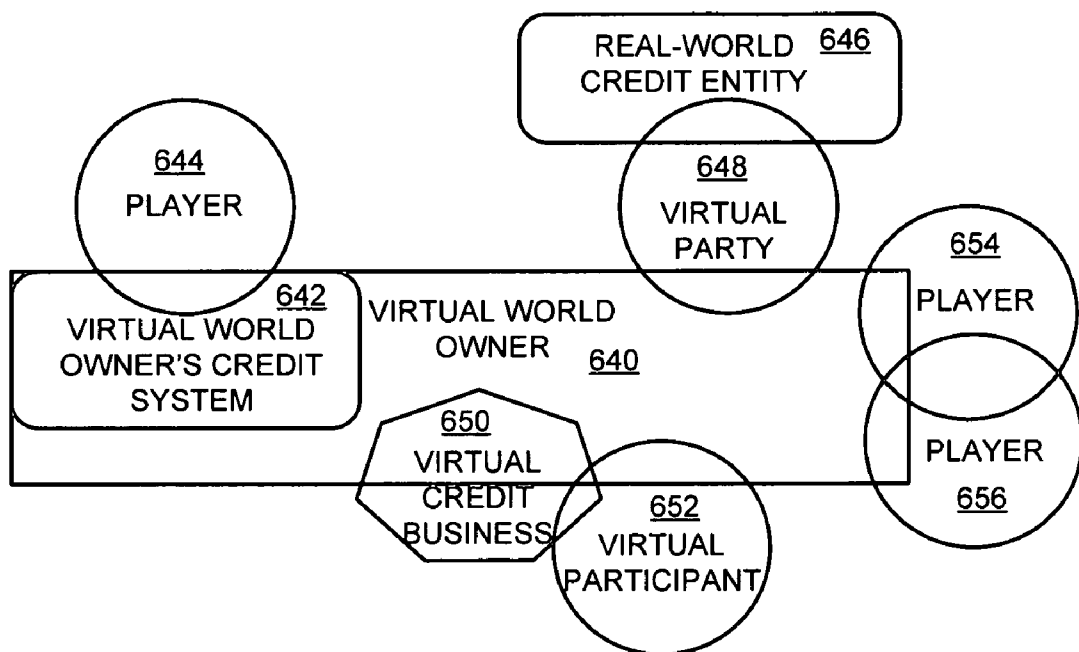 REAL-WORLD 646
CREDIT ENTITY
644
PLAYER
648
VIRTUAL
PARTY
654
PLAYER
642
VIRTUAL WORLD
OWNER'S CREDIT
SYSTEM
VIRTUAL WORLD
OWNER 640
650
VIRTUAL
CREDIT
BUSINESS
652
VIRTUAL
PARTICIPANT
PLAYER
656